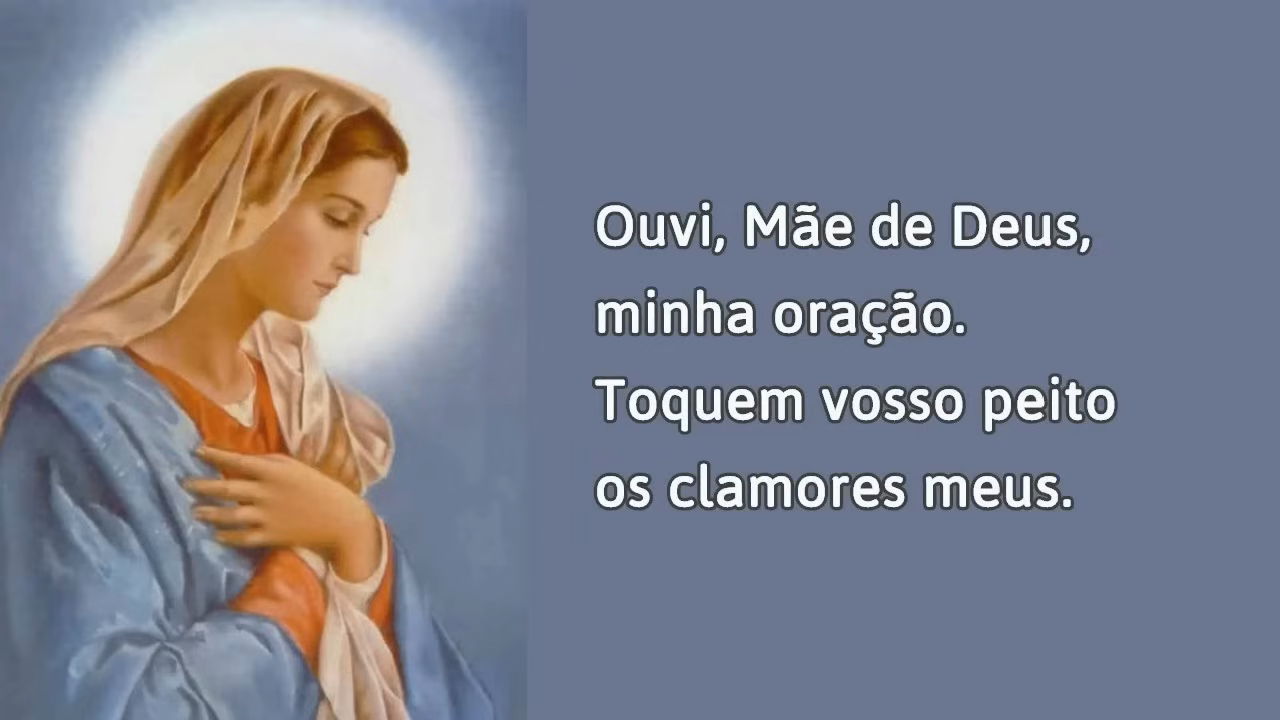 Ouvi, Mãe de Deus,
minha oração.
Toquem vosso peito
os clamores meus.